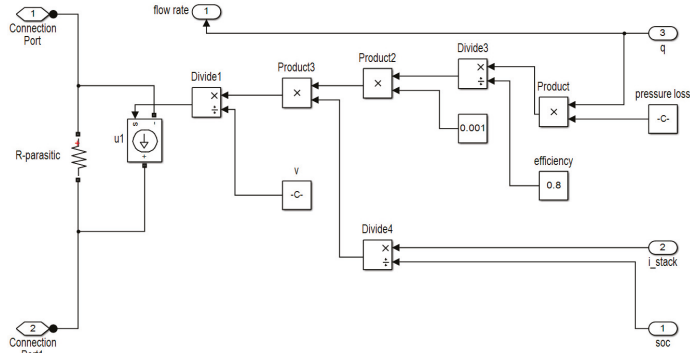 flow rate
1
1
Connection
Port
3
q
Product2
Divide3
Product3
Divide1
Product
pressure loss
×
÷
×
×
×
÷
×
-C-
s
-
u1
+
R-parasitic
+
0.001
efficiency
0.8
v
-C-
Divide4
×
÷
2
i_stack
2
Connection
Port1
1
soc